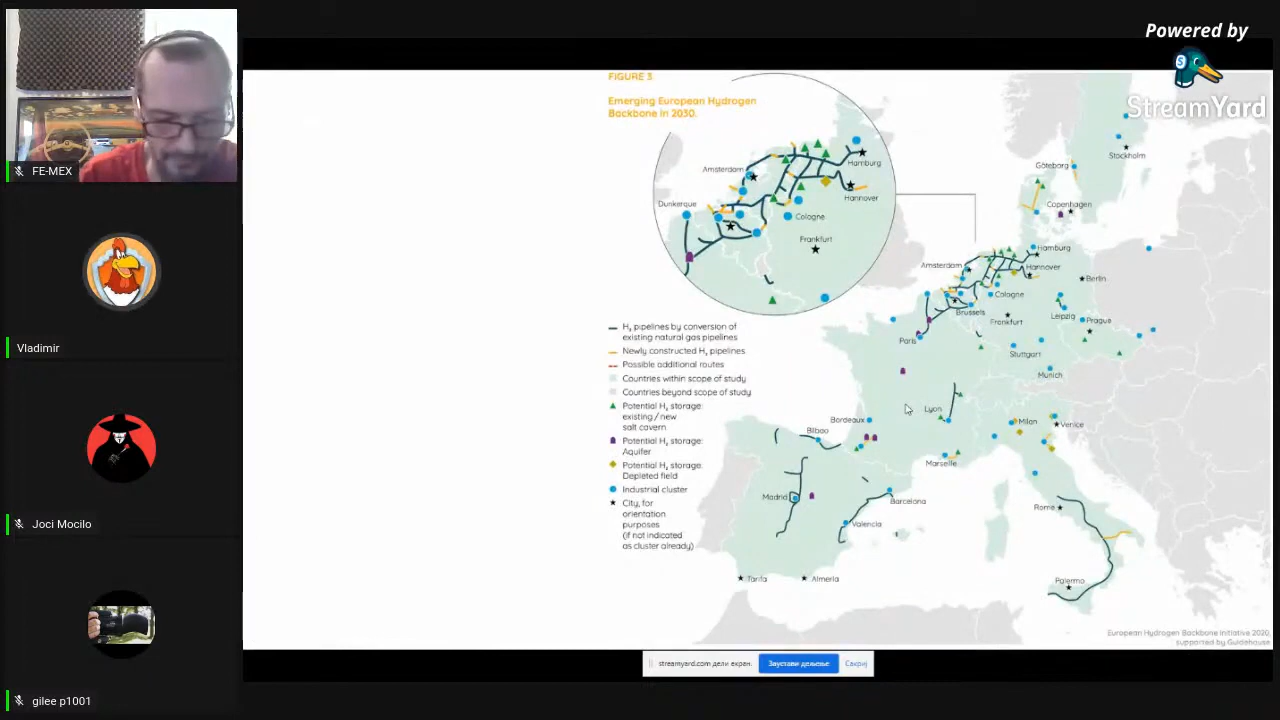 FE-MEX
Vladimir
Joci Mocilo
gilee p1001
Powered by
S
StreamYard
FIGURE 3.
Emerging European Hydrogen
Backbone in 2030.
Amsterdam
Hamburg
Hannover
Dunkerque
Cologne
Frankfurt
H₂ pipelines by conversion of
existing natural gas pipelines
Newly constructed H₂ pipelines
Possible additional routes
Countries within scope of study
Countries beyond scope of study
Potential H₂ storage:
existing / new
salt cavern
Potential H₂ storage:
Aquifer
Potential H₂ storage:
Depleted field
Industrial cluster
City, for
orientation
purposes
(if not indicated
as cluster already)
Stockholm
Göteborg
Copenhagen
Hamburg
Amsterdam
Hannover
Berlin
Cologne
Brussels
Leipzig
Prague
Frankfurt
Paris
Stuttgart
Munich
Lyon
Bordeaux
Milan
Venice
Bilbao
Marseille
Madrid
Barcelona
Rome
Valencia
Tarifa
Almeria
Palermo
European Hydrogen Backbone Initiative 2020,
supported by Guidehouse
streamyard.com дели екран.
Заустави дељење
Сакриј